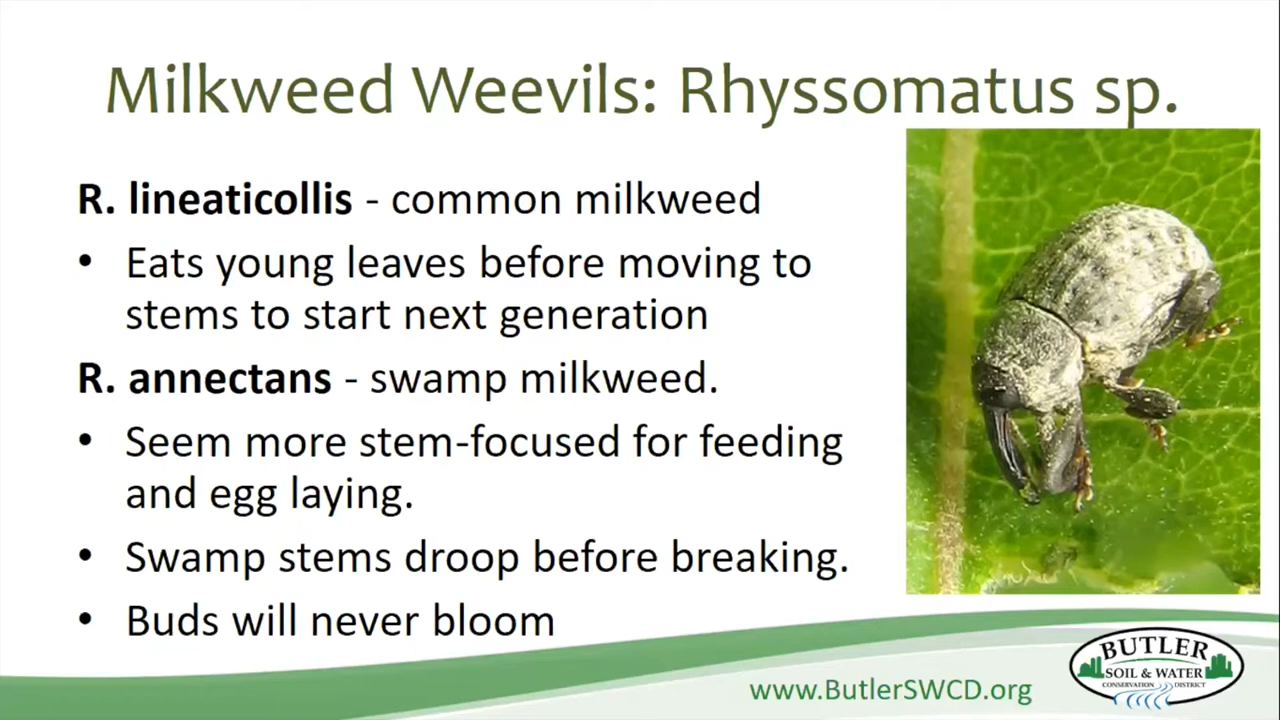 Milkweed Weevils: Rhyssomatus sp.
R. lineaticollis - common milkweed
• Eats young leaves before moving to
stems to start next generation
R. annectans - swamp milkweed.
• Seem more stem-focused for feeding
and egg laying.
• Swamp stems droop before breaking.
• Buds will never bloom
www.ButlerSWCD.org
BUTLER
SOIL & WATER
CONSERVATION DISTRICT